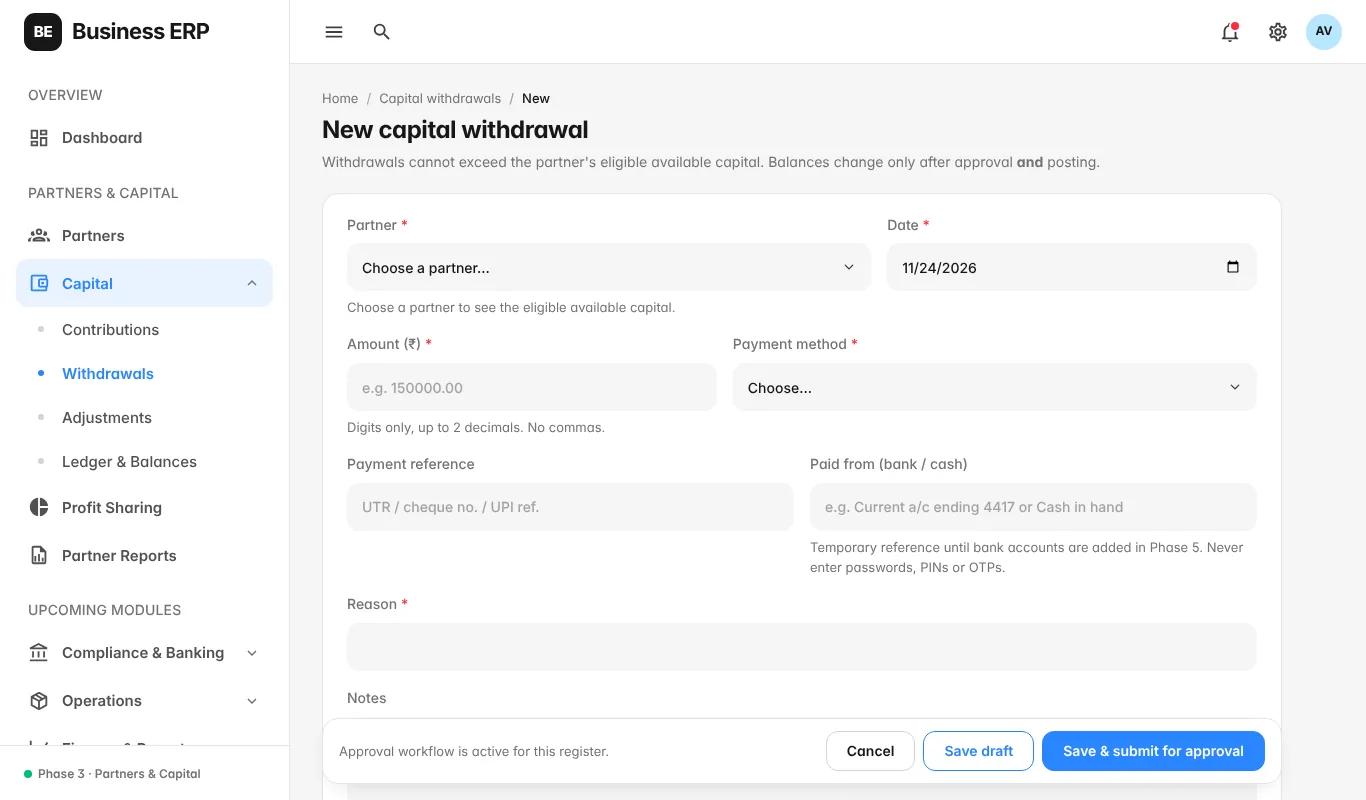 BE Business ERP
AV
OVERVIEW
Dashboard
PARTNERS & CAPITAL
Partners
Capital
Contributions
Withdrawals
Adjustments
Ledger & Balances
Profit Sharing
Partner Reports
UPCOMING MODULES
Compliance & Banking
Operations
Phase 3 · Partners & Capital
Home / Capital withdrawals / New
New capital withdrawal
Withdrawals cannot exceed the partner's eligible available capital. Balances change only after approval and posting.
Partner *
Date *
Choose a partner...
11/24/2026
Choose a partner to see the eligible available capital.
Amount (₹) *
Payment method *
e.g. 150000.00
Choose...
Digits only, up to 2 decimals. No commas.
Payment reference
Paid from (bank / cash)
UTR / cheque no. / UPI ref.
e.g. Current a/c ending 4417 or Cash in hand
Temporary reference until bank accounts are added in Phase 5. Never
enter passwords, PINs or OTPs.
Reason *
Notes
Approval workflow is active for this register.
Cancel
Save draft
Save & submit for approval